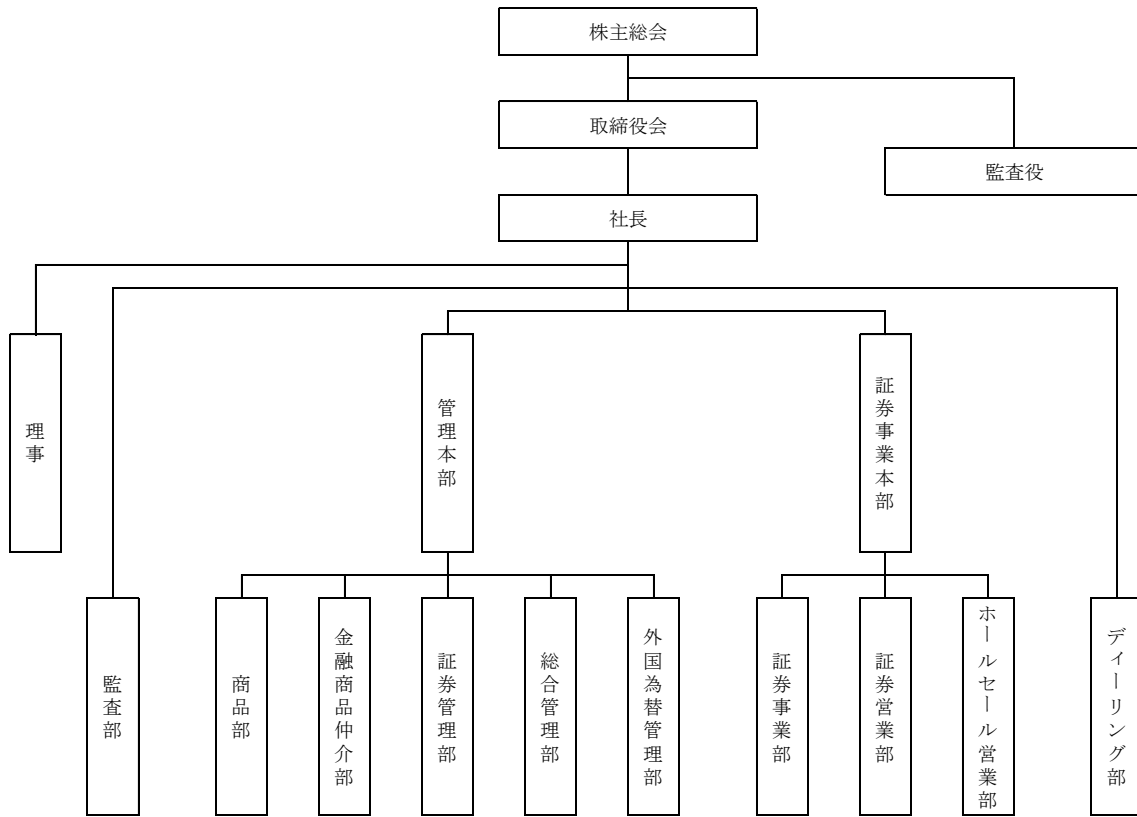 株主総会
取締役会
監査役
社長
理事
管理本部
証券事業本部
監査部
商品部
金融商品仲介部
証券管理部
総合管理部
外国為替管理部
証券事業部
証券営業部
ホールセール営業部
ディーリング部